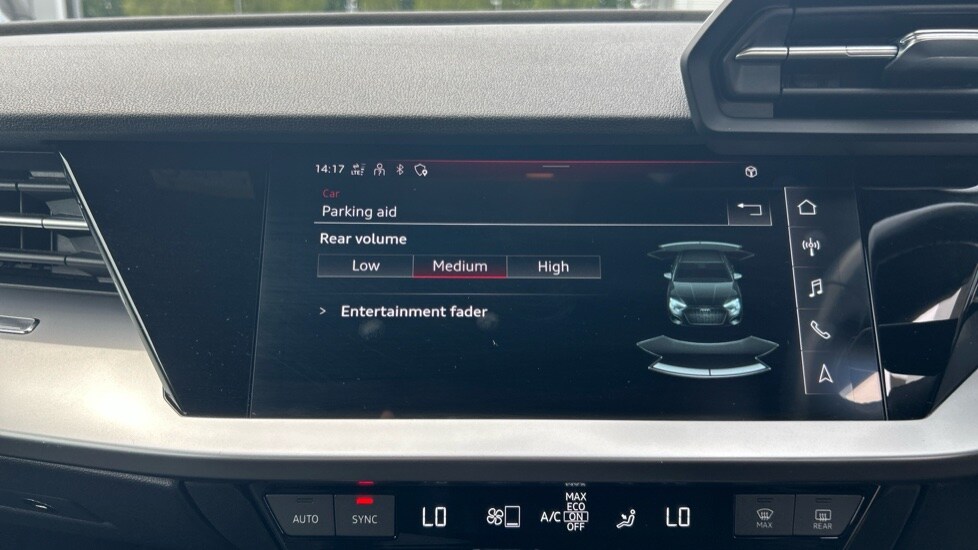 14:17 LTE
Car
Parking aid
Rear volume
Low Medium High
> Entertainment fader
AUTO SYNC LO A/C MAX ECO ON OFF LO MAX REAR